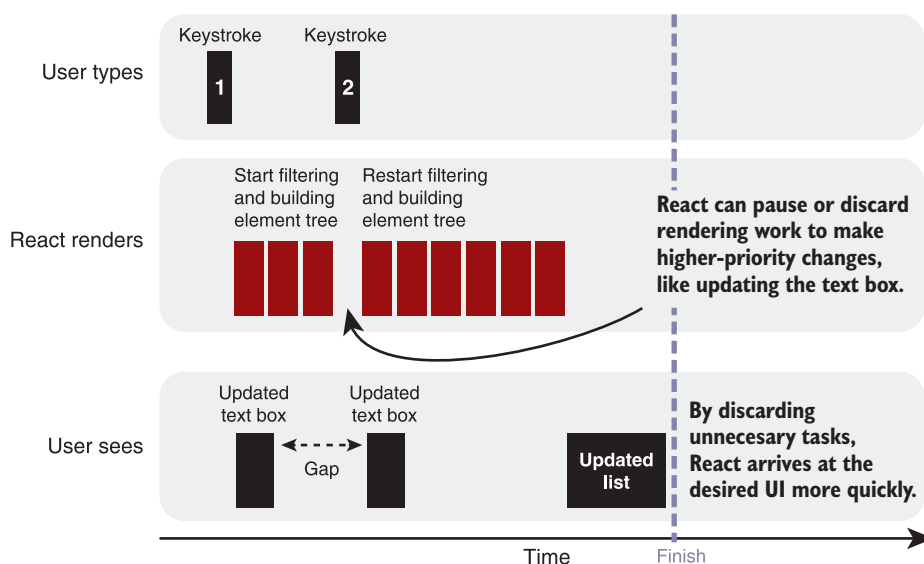 Keystroke
Keystroke
User types
1
2
Start filtering
and building
element tree
Restart filtering
and building
element tree
React renders
React can pause or discard
rendering work to make
higher-priority changes,
like updating the text box.
Updated
text box
Updated
text box
User sees
Gap
Updated
list
By discarding
unnecesary tasks,
React arrives at the
desired UI more quickly.
Time
Finish